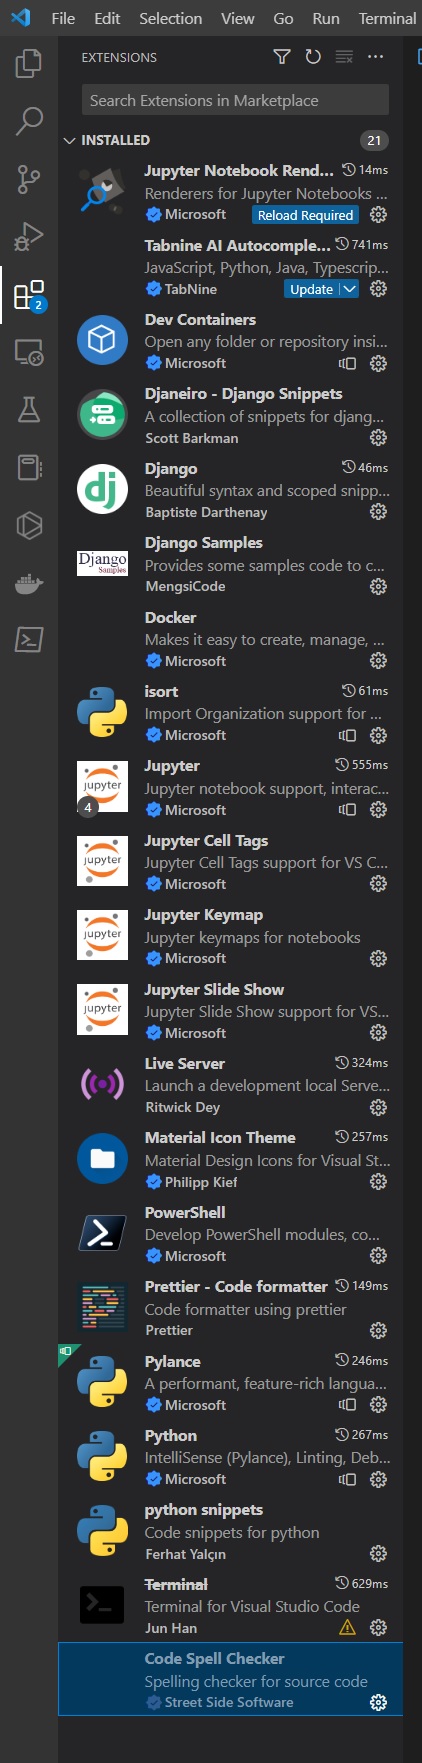 File Edit Selection View Go Run Terminal
EXTENSIONS
Search Extensions in Marketplace
INSTALLED 21
Jupyter Notebook Rend... 14ms
Renderers for Jupyter Notebooks ...
Microsoft Reload Required
Tabnine AI Autocomple... 741ms
JavaScript, Python, Java, Typescrip...
TabNine Update
2
Dev Containers
Open any folder or repository insi...
Microsoft
Djaneiro - Django Snippets
A collection of snippets for djang...
Scott Barkman
dj
Django 46ms
Beautiful syntax and scoped snipp...
Baptiste Darthenay
Django Samples
Django Samples
Provides some samples code to c...
MengsiCode
Docker
Makes it easy to create, manage, ...
Microsoft
isort 61ms
Import Organization support for ...
Microsoft
jupyter
4
Jupyter 555ms
Jupyter notebook support, interac...
Microsoft
jupyter
Jupyter Cell Tags
Jupyter Cell Tags support for VS C...
Microsoft
jupyter
Jupyter Keymap
Jupyter keymaps for notebooks
Microsoft
jupyter
Jupyter Slide Show
Jupyter Slide Show support for VS...
Microsoft
Live Server 324ms
Launch a development local Serve...
Ritwick Dey
Material Icon Theme 257ms
Material Design Icons for Visual St...
Philipp Kief
PowerShell
Develop PowerShell modules, co...
Microsoft
Prettier - Code formatter 149ms
Code formatter using prettier
Prettier
Pylance 246ms
A performant, feature-rich langua...
Microsoft
Python 267ms
IntelliSense (Pylance), Linting, Deb...
Microsoft
python snippets
Code snippets for python
Ferhat Yalçın
Terminal 629ms
Terminal for Visual Studio Code
Jun Han
Code Spell Checker
Spelling checker for source code
Street Side Software